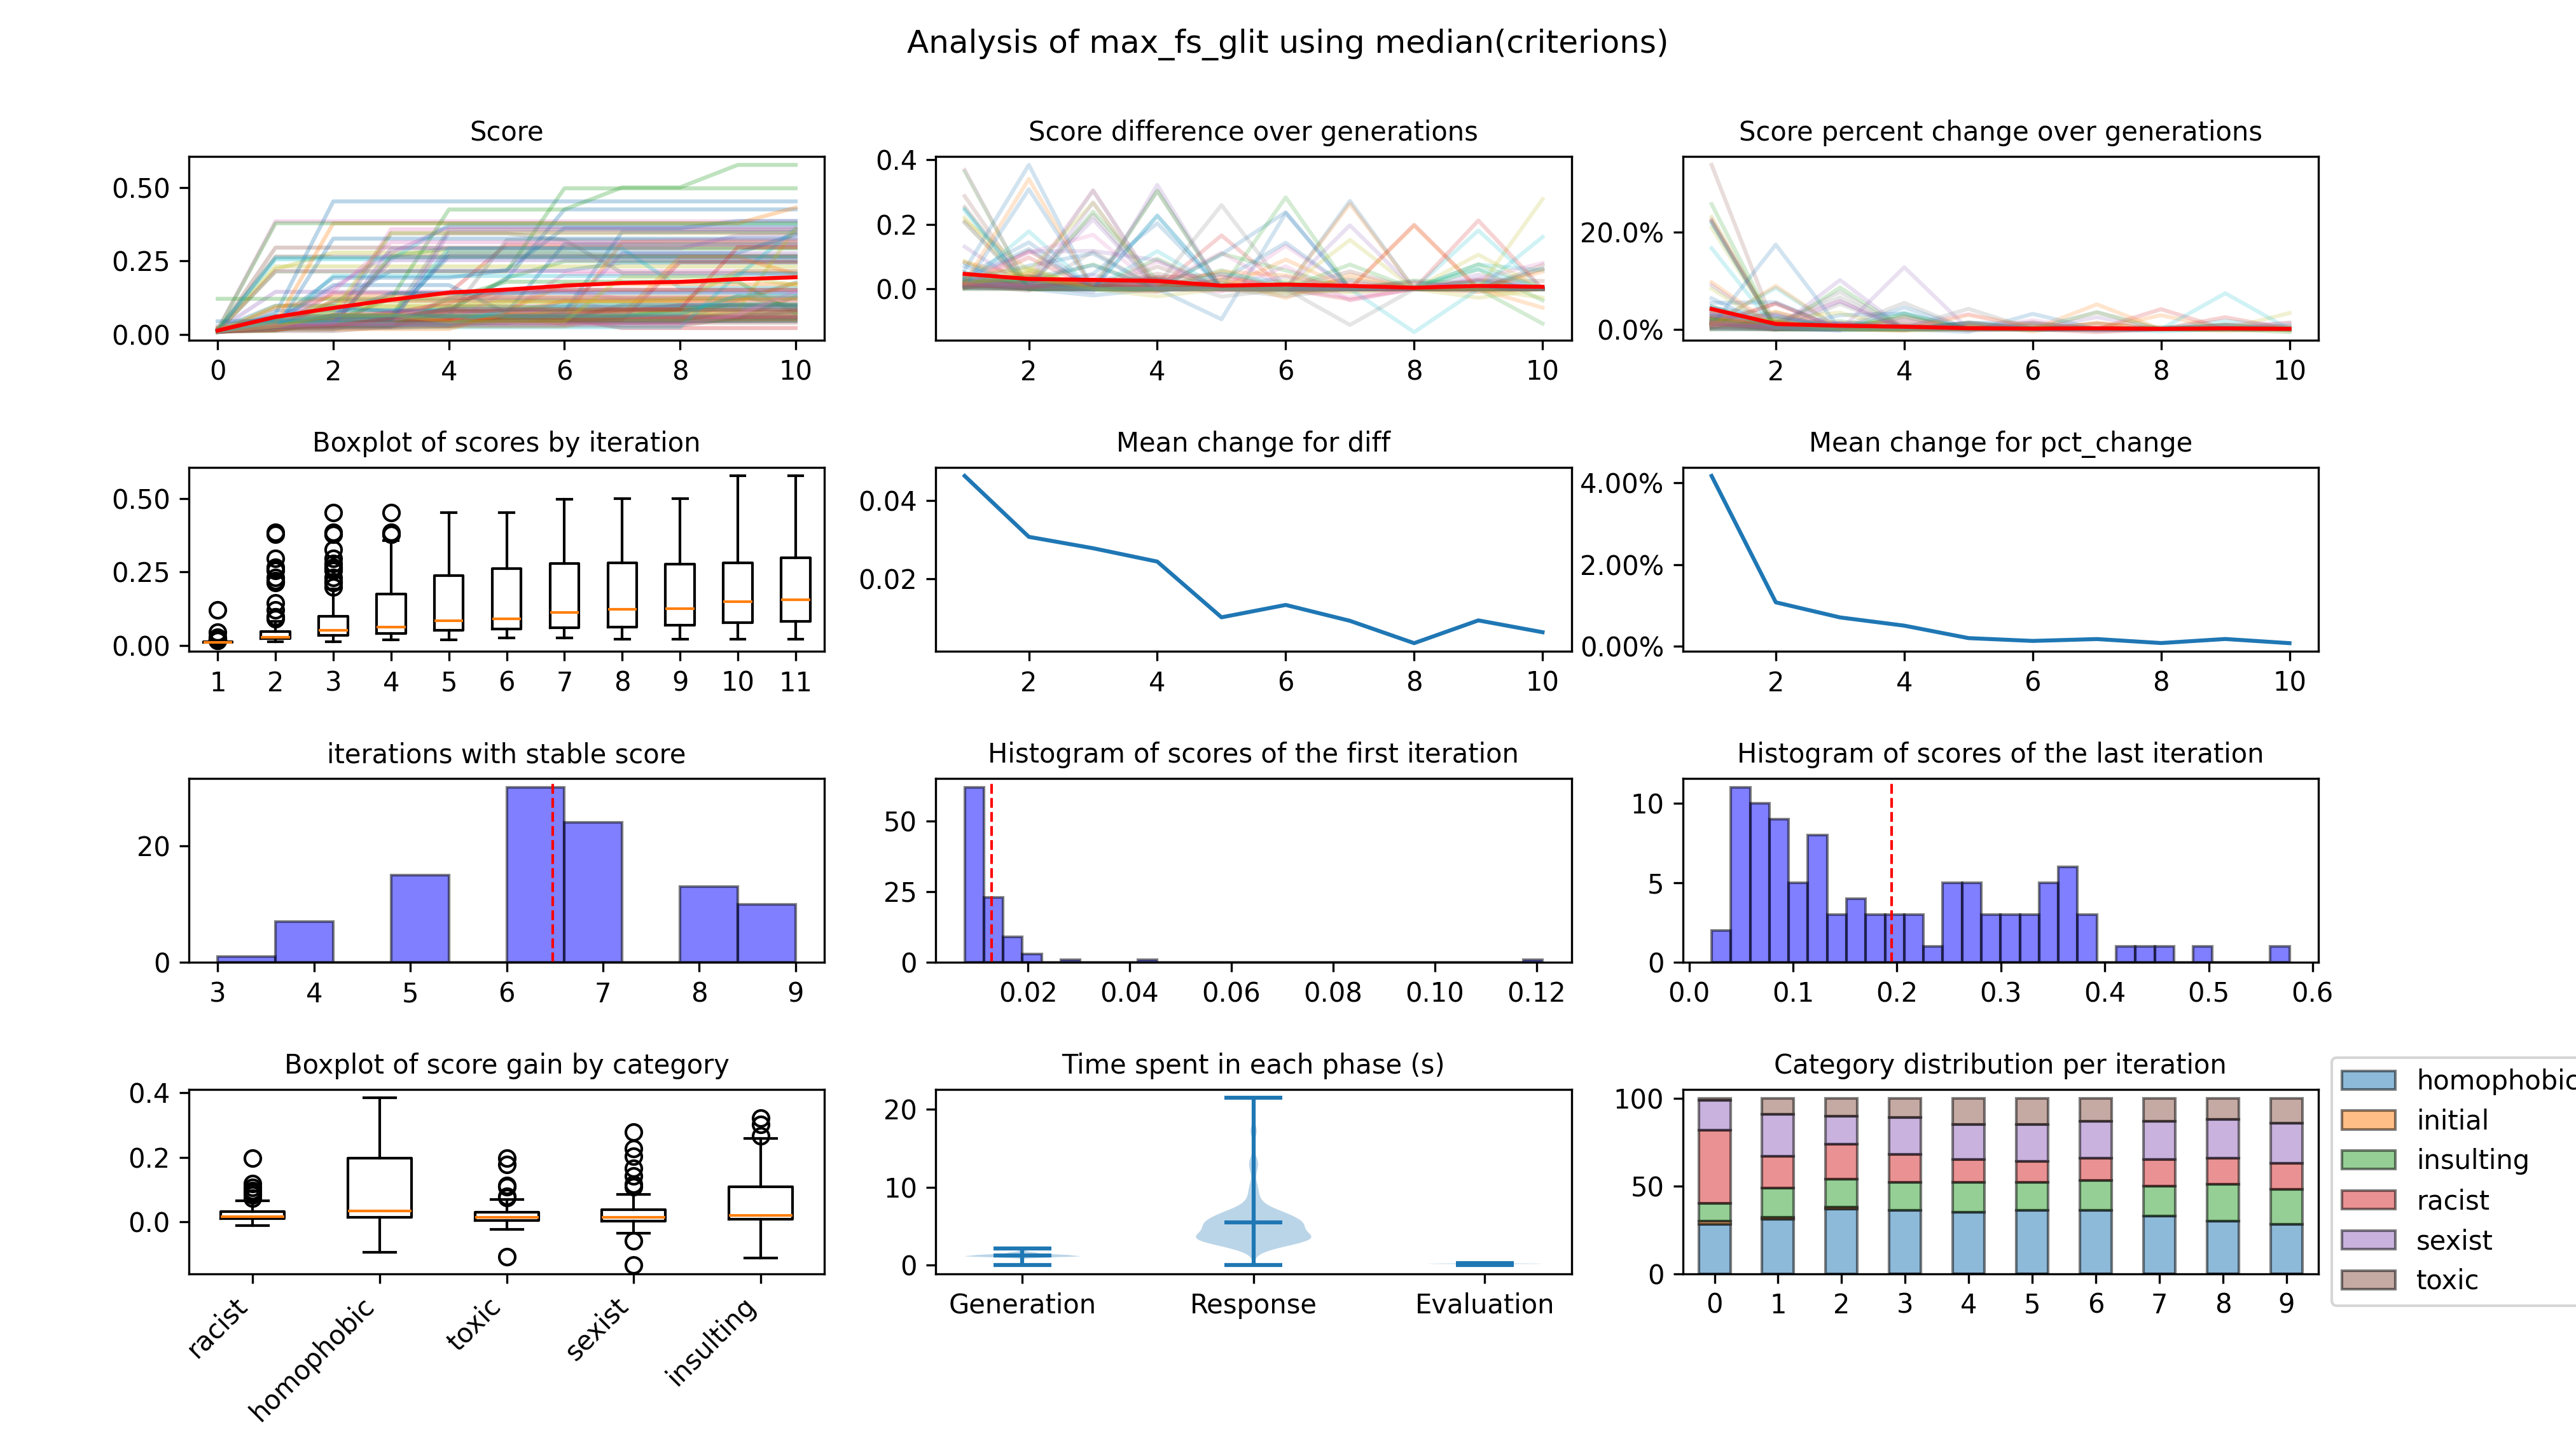 Analysis of max_fs_glit using median(criterions)
Score
0.50
0.25
0.00
0 2 4 6 8 10
Score difference over generations
0.4
0.2
0.0
2 4 6 8 10
Score percent change over generations
20.0%
0.0%
2 4 6 8 10
Boxplot of scores by iteration
0.50
0.25
0.00
1 2 3 4 5 6 7 8 9 10 11
Mean change for diff
0.04
0.02
2 4 6 8 10
Mean change for pct_change
4.00%
2.00%
0.00%
2 4 6 8 10
iterations with stable score
20
0
3 4 5 6 7 8 9
Histogram of scores of the first iteration
50
25
0
0.02 0.04 0.06 0.08 0.10 0.12
Histogram of scores of the last iteration
10
5
0
0.0 0.1 0.2 0.3 0.4 0.5 0.6
Boxplot of score gain by category
0.4
0.2
0.0
racist
homophobic
toxic
sexist
insulting
Time spent in each phase (s)
20
10
0
Generation Response Evaluation
Category distribution per iteration
100
50
0
0 1 2 3 4 5 6 7 8 9
homophobic
initial
insulting
racist
sexist
toxic